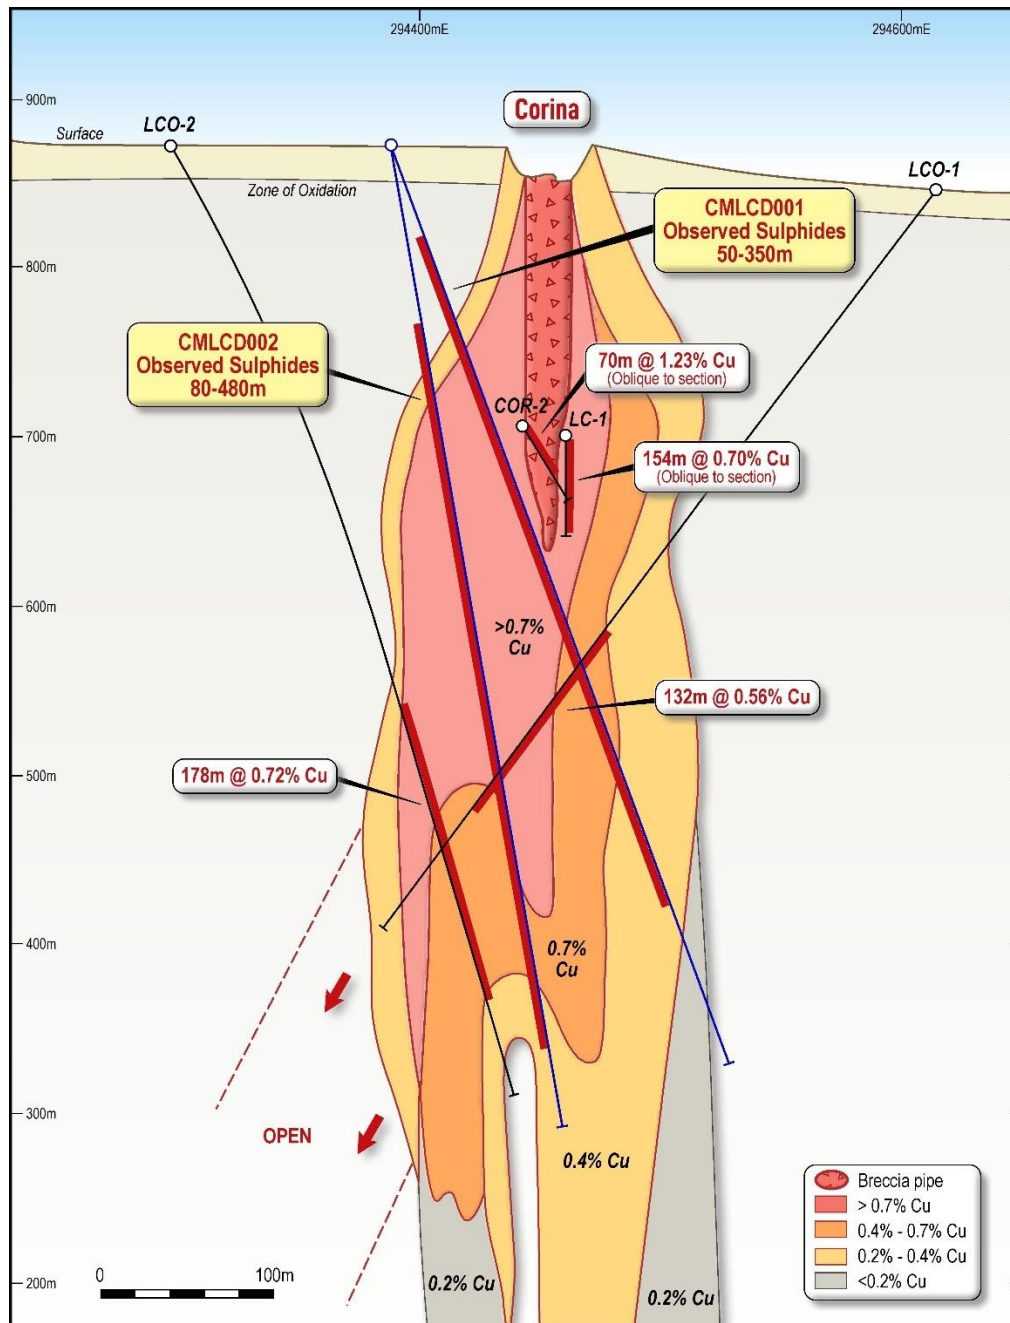 294400mE
294600mE
900m
Corina
Surface
LCO-2
LCO-1
Zone of Oxidation
CMLCD001
Observed Sulphides
50-350m
800m
CMLCD002
Observed Sulphides
80-480m
70m @ 1.23% Cu
(Oblique to section)
COR-2
LC-1
700m
154m @ 0.70% Cu
(Oblique to section)
600m
>0.7%
Cu
132m @ 0.56% Cu
178m @ 0.72% Cu
500m
400m
0.7%
Cu
300m
OPEN
0.4% Cu
Breccia pipe
> 0.7% Cu
0.4% - 0.7% Cu
0.2% - 0.4% Cu
<0.2% Cu
0
100m
200m
0.2% Cu
0.2% Cu